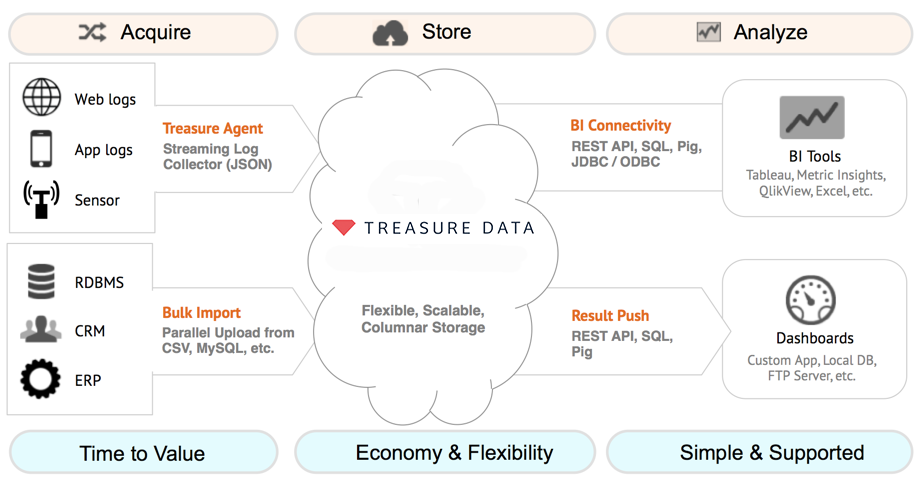 Acquire
Store
Analyze
Web logs
App logs
Sensor
Treasure Agent
Streaming Log
Collector (JSON)
RDBMS
CRM
ERP
Bulk Import
Parallel Upload from
CSV, MySQL, etc.
TREASURE DATA
Flexible, Scalable,
Columnar Storage
BI Connectivity
REST API, SQL, Pig,
JDBC / ODBC
BI Tools
Tableau, Metric Insights,
QlikView, Excel, etc.
Result Push
REST API, SQL,
Pig
Dashboards
Custom App, Local DB,
FTP Server, etc.
Time to Value
Economy & Flexibility
Simple & Supported